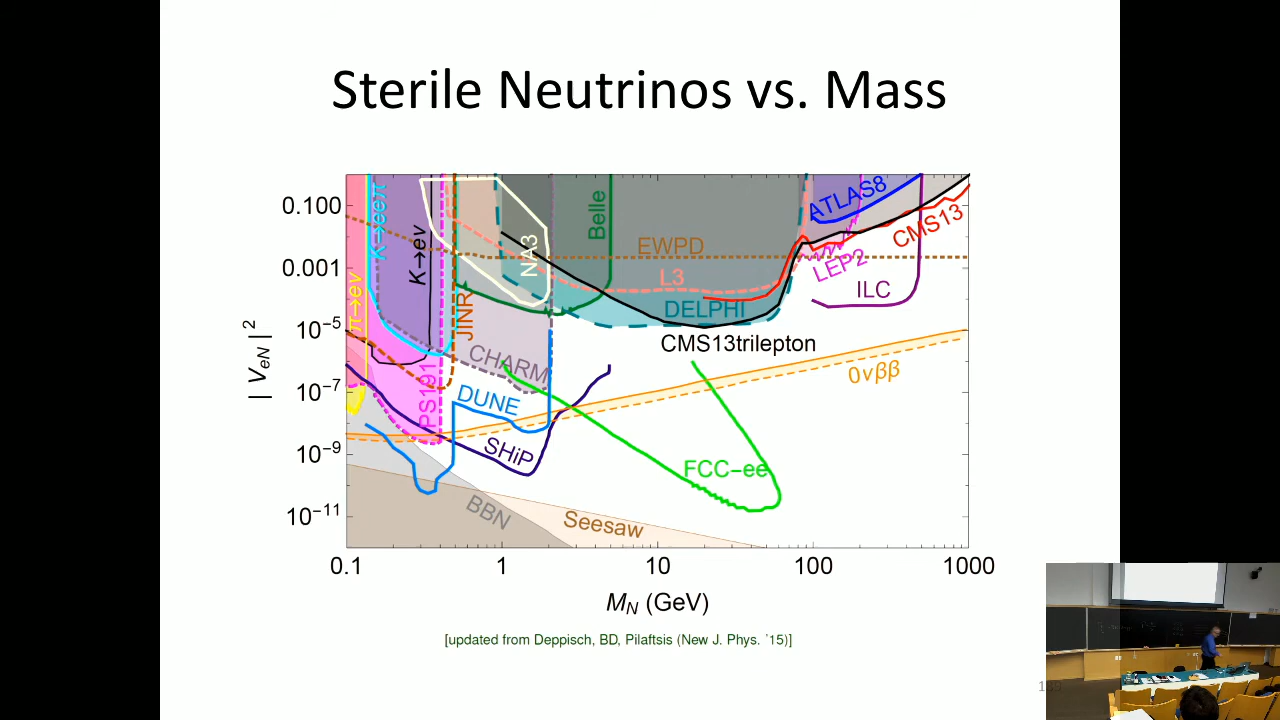 Sterile Neutrinos vs. Mass
0.100
0.001
10⁻⁵
10⁻⁷
10⁻⁹
10⁻¹¹
| V_eN | ²
K→eeπ
K→eν
π→eν
JINR
PS191
NA3
CHARM
Belle
EWPD
L3
DELPHI
CMS13trilepton
ATLAS8
CMS13
LEP2
ILC
0νββ
DUNE
SHiP
FCC−ee
BBN
Seesaw
0.1
1
10
100
1000
M_N (GeV)
[updated from Deppisch, BD, Pilaftsis (New J. Phys. '15)]